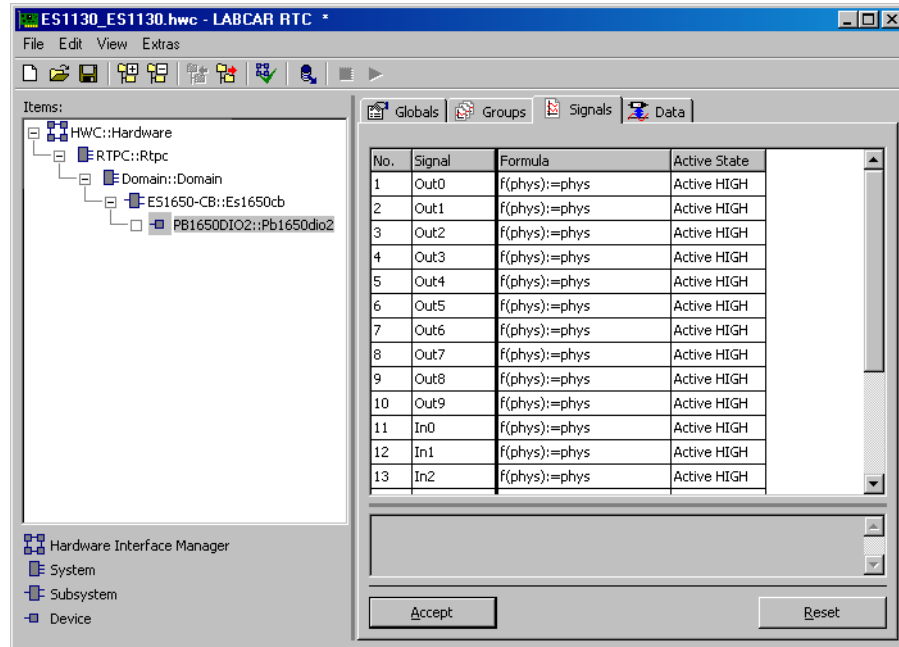 ES1130_ES1130.hwc - LABCAR RTC *
File Edit View Extras
Items:
HWC::Hardware
RTPC::Rtpc
Domain::Domain
ES1650-CB::Es1650cb
PB1650DIO2::Pb1650dio2
Hardware Interface Manager
System
Subsystem
Device
Globals Groups Signals Data
No. Signal Formula Active State
1 Out0 f(phys):=phys Active HIGH
2 Out1 f(phys):=phys Active HIGH
3 Out2 f(phys):=phys Active HIGH
4 Out3 f(phys):=phys Active HIGH
5 Out4 f(phys):=phys Active HIGH
6 Out5 f(phys):=phys Active HIGH
7 Out6 f(phys):=phys Active HIGH
8 Out7 f(phys):=phys Active HIGH
9 Out8 f(phys):=phys Active HIGH
10 Out9 f(phys):=phys Active HIGH
11 In0 f(phys):=phys Active HIGH
12 In1 f(phys):=phys Active HIGH
13 In2 f(phys):=phys Active HIGH
Accept Reset